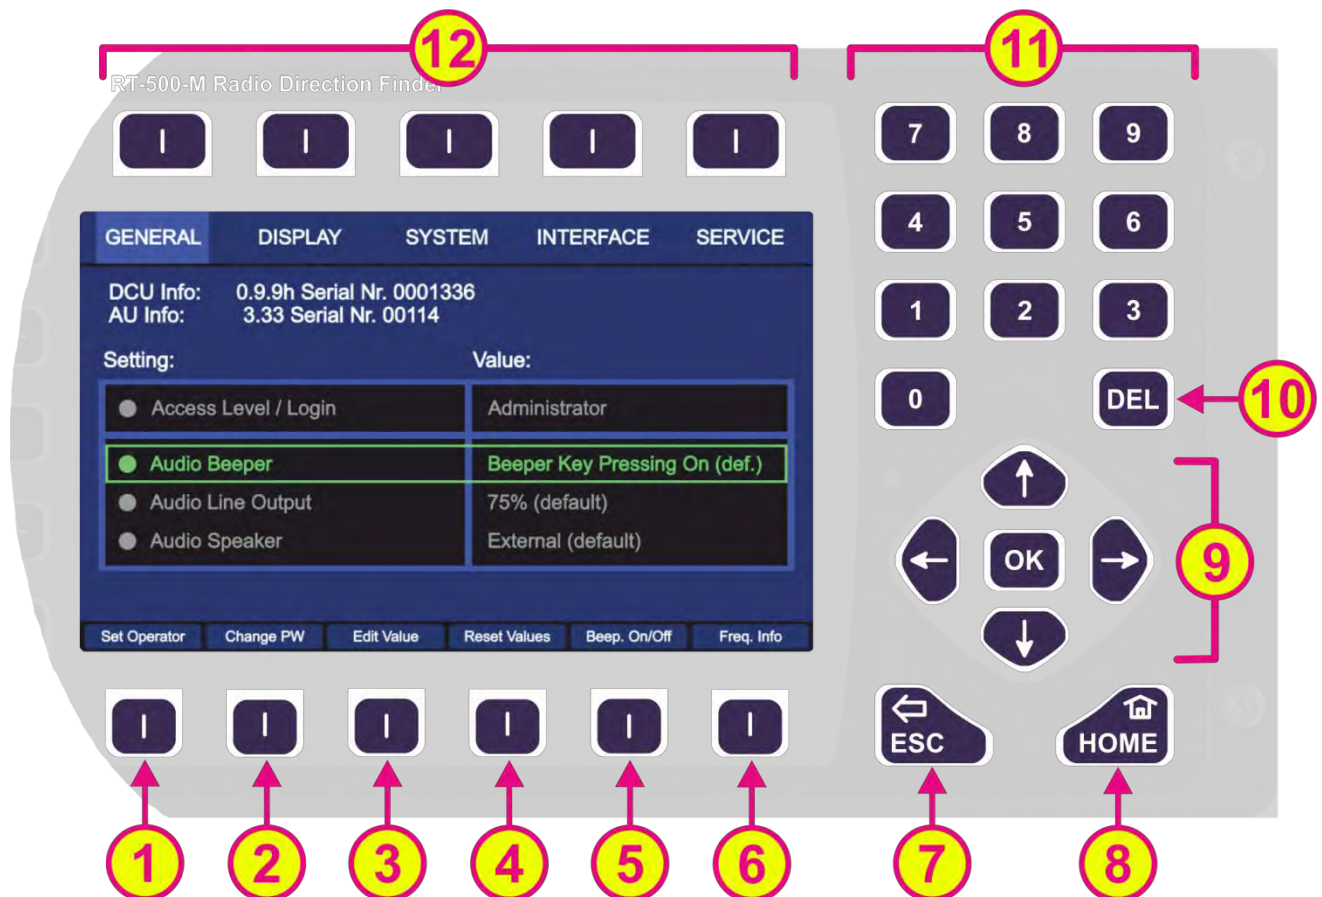 12
11
RT-500-M Radio Direction Finder
7 8 9
4 5 6
GENERAL DISPLAY SYSTEM INTERFACE SERVICE
DCU Info: 0.9.9h Serial Nr. 0001336
AU Info: 3.33 Serial Nr. 00114
1 2 3
Setting: Value:
Access Level / Login Administrator
0 DEL
10
Audio Beeper Beeper Key Pressing On (def.)
Audio Line Output 75% (default)
Audio Speaker External (default)
OK
9
Set Operator Change PW Edit Value Reset Values Beep. On/Off Freq. Info
ESC HOME
1 2 3 4 5 6 7 8